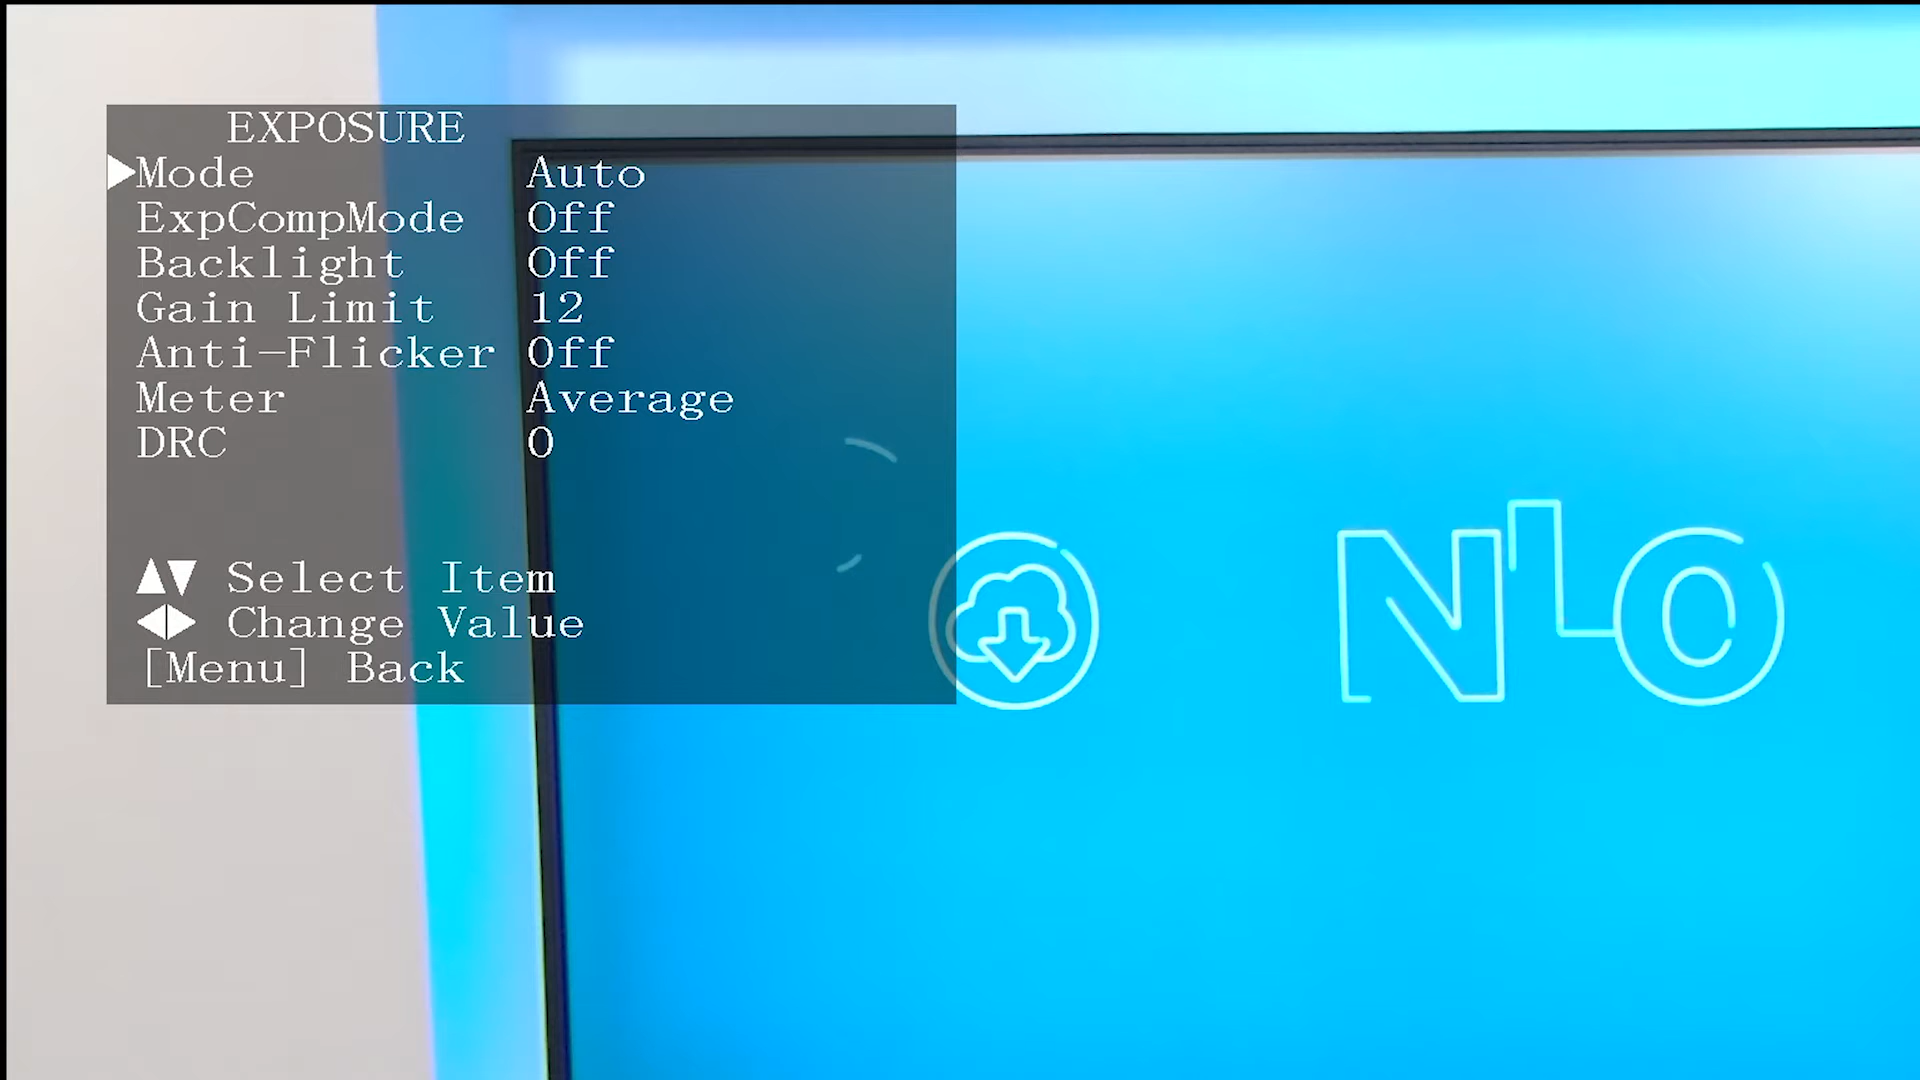 EXPOSURE
Mode Auto
ExpCompMode Off
Backlight Off
Gain Limit 12
Anti-Flicker Off
Meter Average
DRC 0
Select Item
Change Value
[Menu] Back